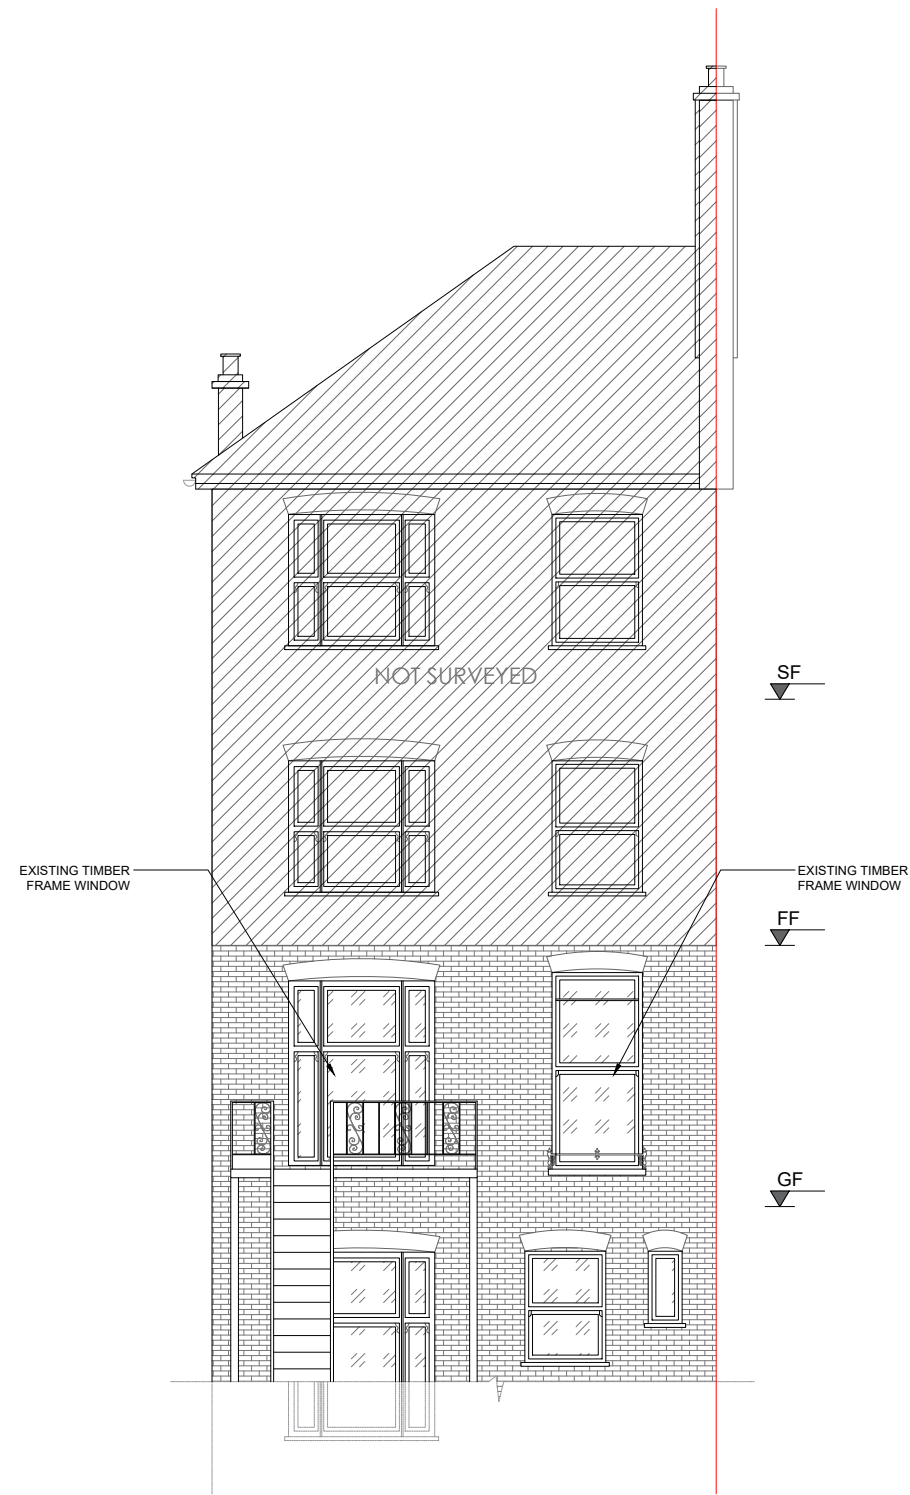 NOT SURVEYED
SF
EXISTING TIMBER
FRAME WINDOW
EXISTING TIMBER
FRAME WINDOW
FF
GF